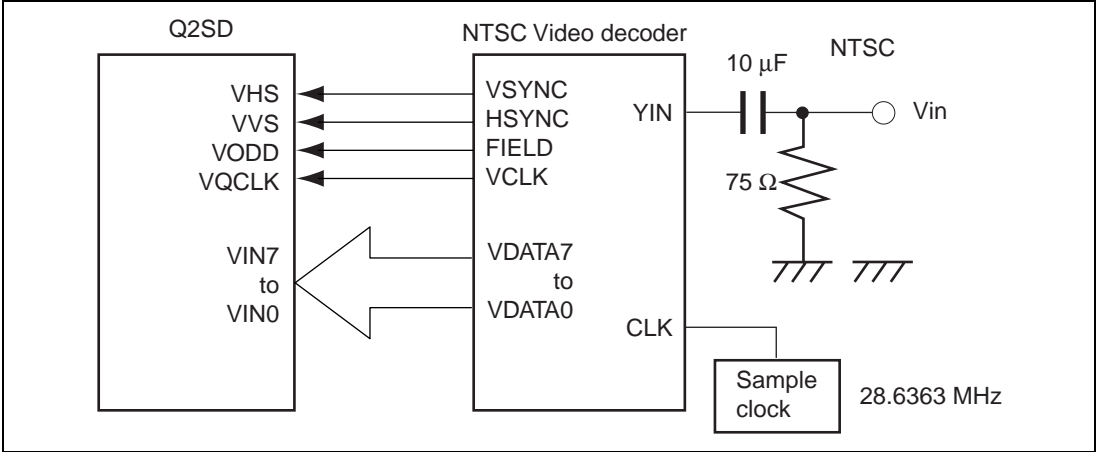 Q2SD
NTSC Video decoder
NTSC
10 μF
VHS
VVS
VODD
VQCLK
VIN7
to
VIN0
VSYNC
HSYNC
FIELD
VCLK
VDATA7
to
VDATA0
YIN
CLK
Vin
75 Ω
Sample
clock
28.6363 MHz